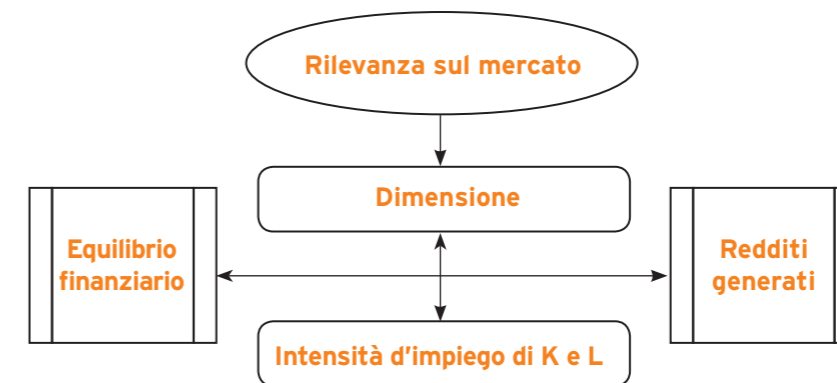 Rilevanza sul mercato
Dimensione
Equilibrio
finanziario
Redditi
generati
Intensità d'impiego di K e L